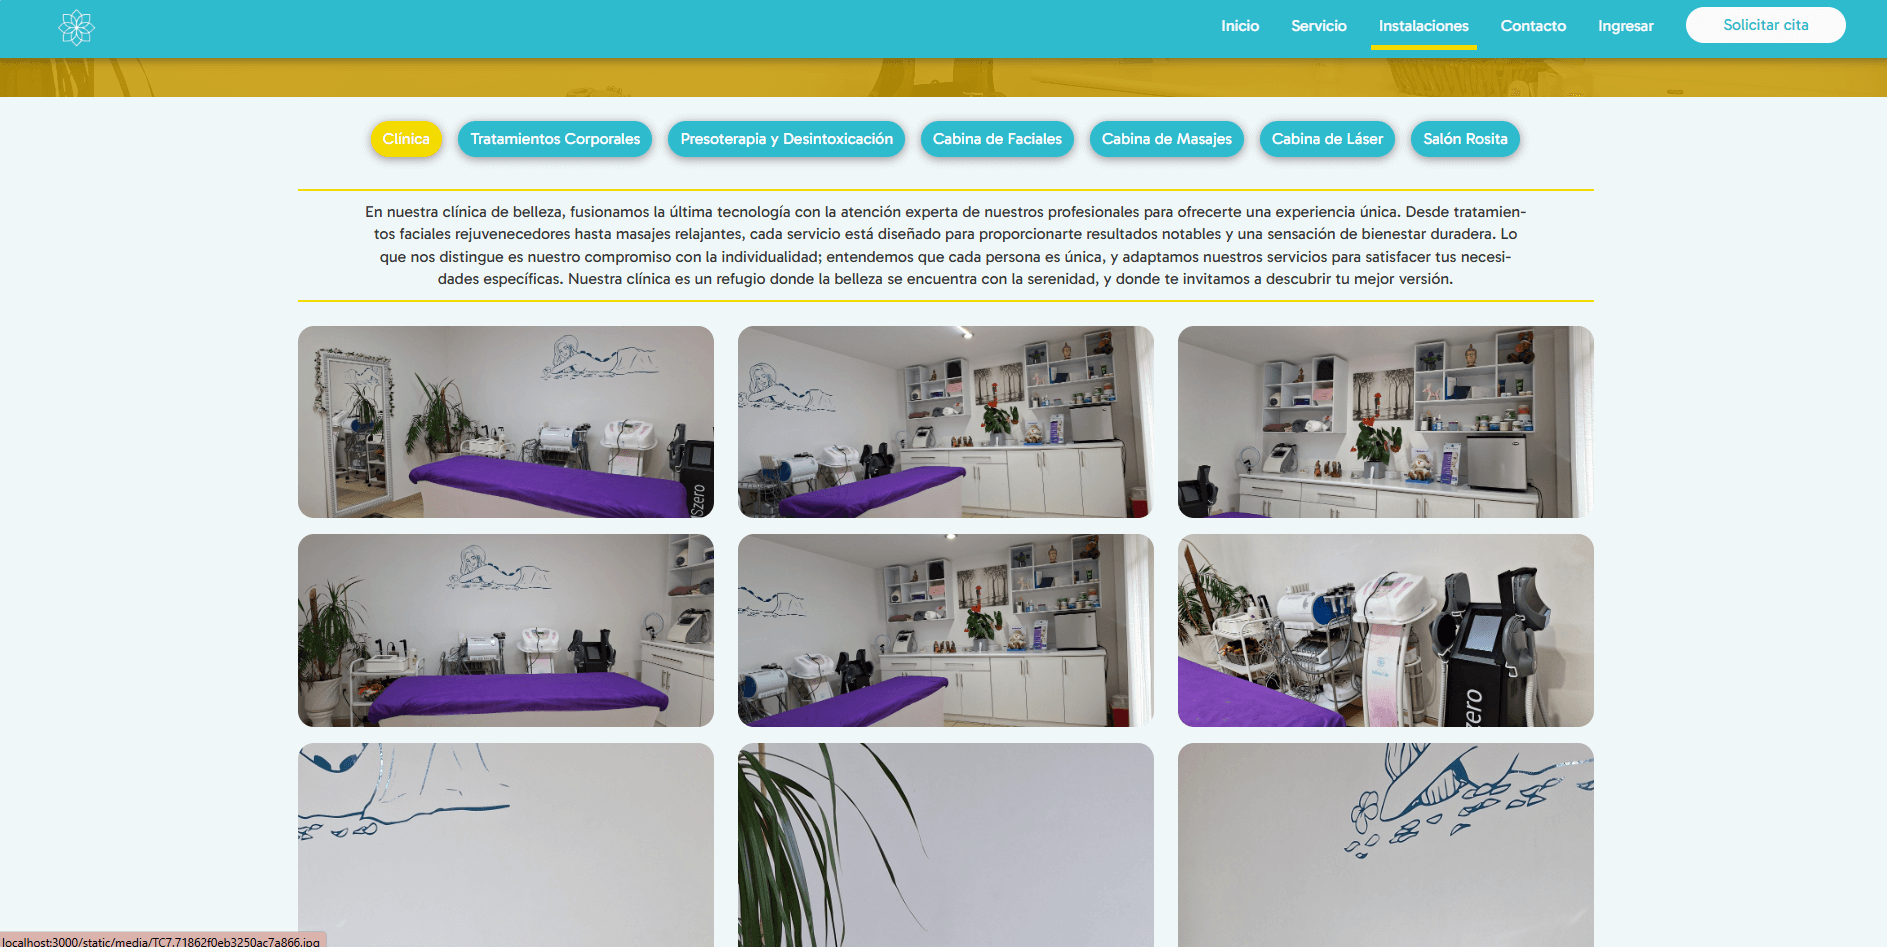 Inicio Servicio Instalaciones Contacto Ingresar Solicitar cita
Clínica Tratamientos Corporales Presoterapia y Desintoxicación Cabina de Faciales Cabina de Masajes Cabina de Láser Salón Rosita
En nuestra clínica de belleza, fusionamos la última tecnología con la atención experta de nuestros profesionales para ofrecerte una experiencia única. Desde tratamien-
tos faciales rejuvenecedores hasta masajes relajantes, cada servicio está diseñado para proporcionarte resultados notables y una sensación de bienestar duradera. Lo
que nos distingue es nuestro compromiso con la individualidad; entendemos que cada persona es única, y adaptamos nuestros servicios para satisfacer tus necesi-
dades específicas. Nuestra clínica es un refugio donde la belleza se encuentra con la serenidad, y donde te invitamos a descubrir tu mejor versión.
Szero
zero
localhost:3000/static/media/TC7.71862f0eb3250ac7a866.jpg